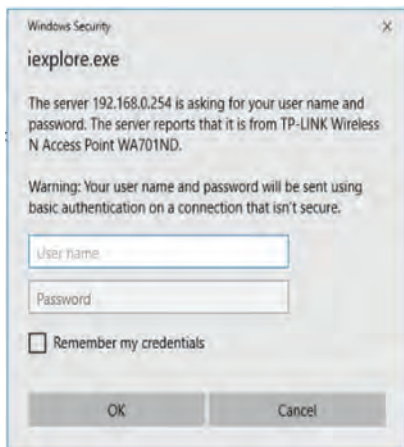 Windows Security
iexplore.exe
The server 192.168.0.254 is asking for your user name and
password. The server reports that it is from TP-LINK Wireless
N Access Point WA701ND.
Warning: Your user name and password will be sent using
basic authentication on a connection that isn't secure.
User name
Password
Remember my credentials
OK
Cancel